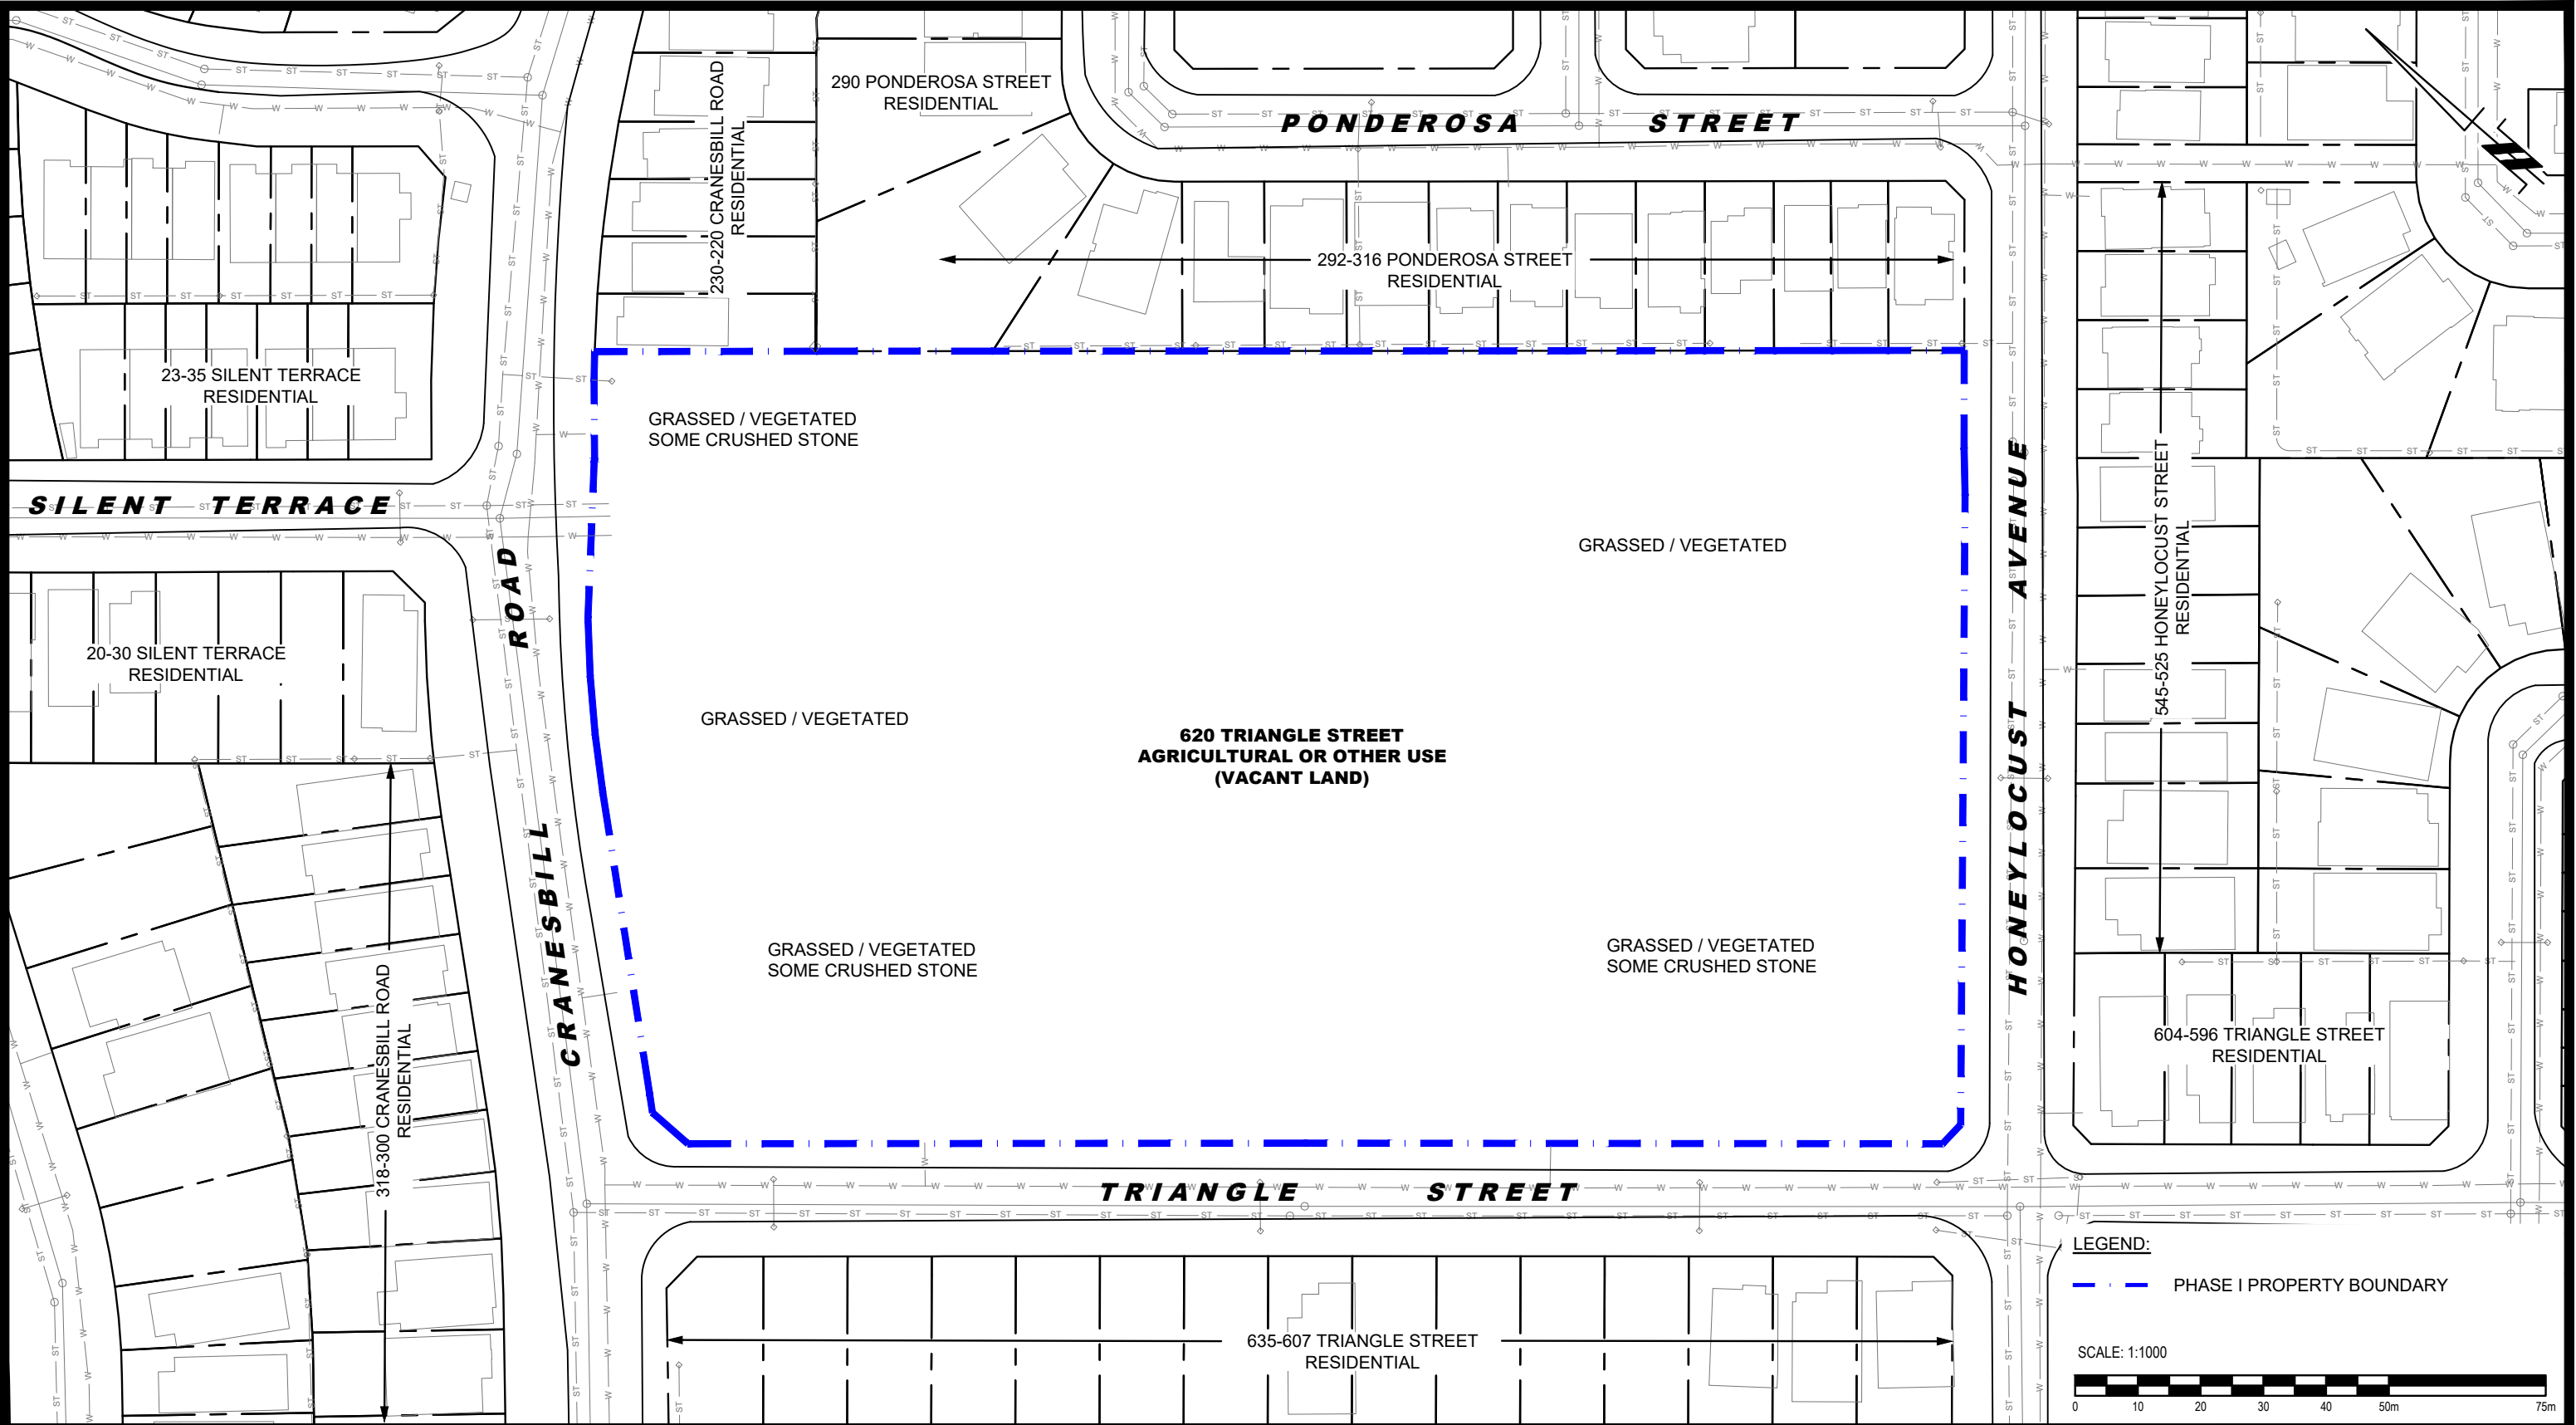 290 PONDEROSA STREET
RESIDENTIAL
230-220 CRANESBILL ROAD
RESIDENTIAL
PONDEROSA STREET
292-316 PONDEROSA STREET
RESIDENTIAL
23-35 SILENT TERRACE
RESIDENTIAL
GRASSED / VEGETATED
SOME CRUSHED STONE
SILENT TERRACE
GRASSED / VEGETATED
545-525 HONEYLOCUST STREET
RESIDENTIAL
HONEYLOCUST AVENUE
CRANESBILL ROAD
20-30 SILENT TERRACE
RESIDENTIAL
GRASSED / VEGETATED
620 TRIANGLE STREET
AGRICULTURAL OR OTHER USE
(VACANT LAND)
GRASSED / VEGETATED
SOME CRUSHED STONE
GRASSED / VEGETATED
SOME CRUSHED STONE
318-300 CRANESBILL ROAD
RESIDENTIAL
604-596 TRIANGLE STREET
RESIDENTIAL
TRIANGLE STREET
635-607 TRIANGLE STREET
RESIDENTIAL
LEGEND:
PHASE I PROPERTY BOUNDARY
SCALE: 1:1000
0 10 20 30 40 50m 75m